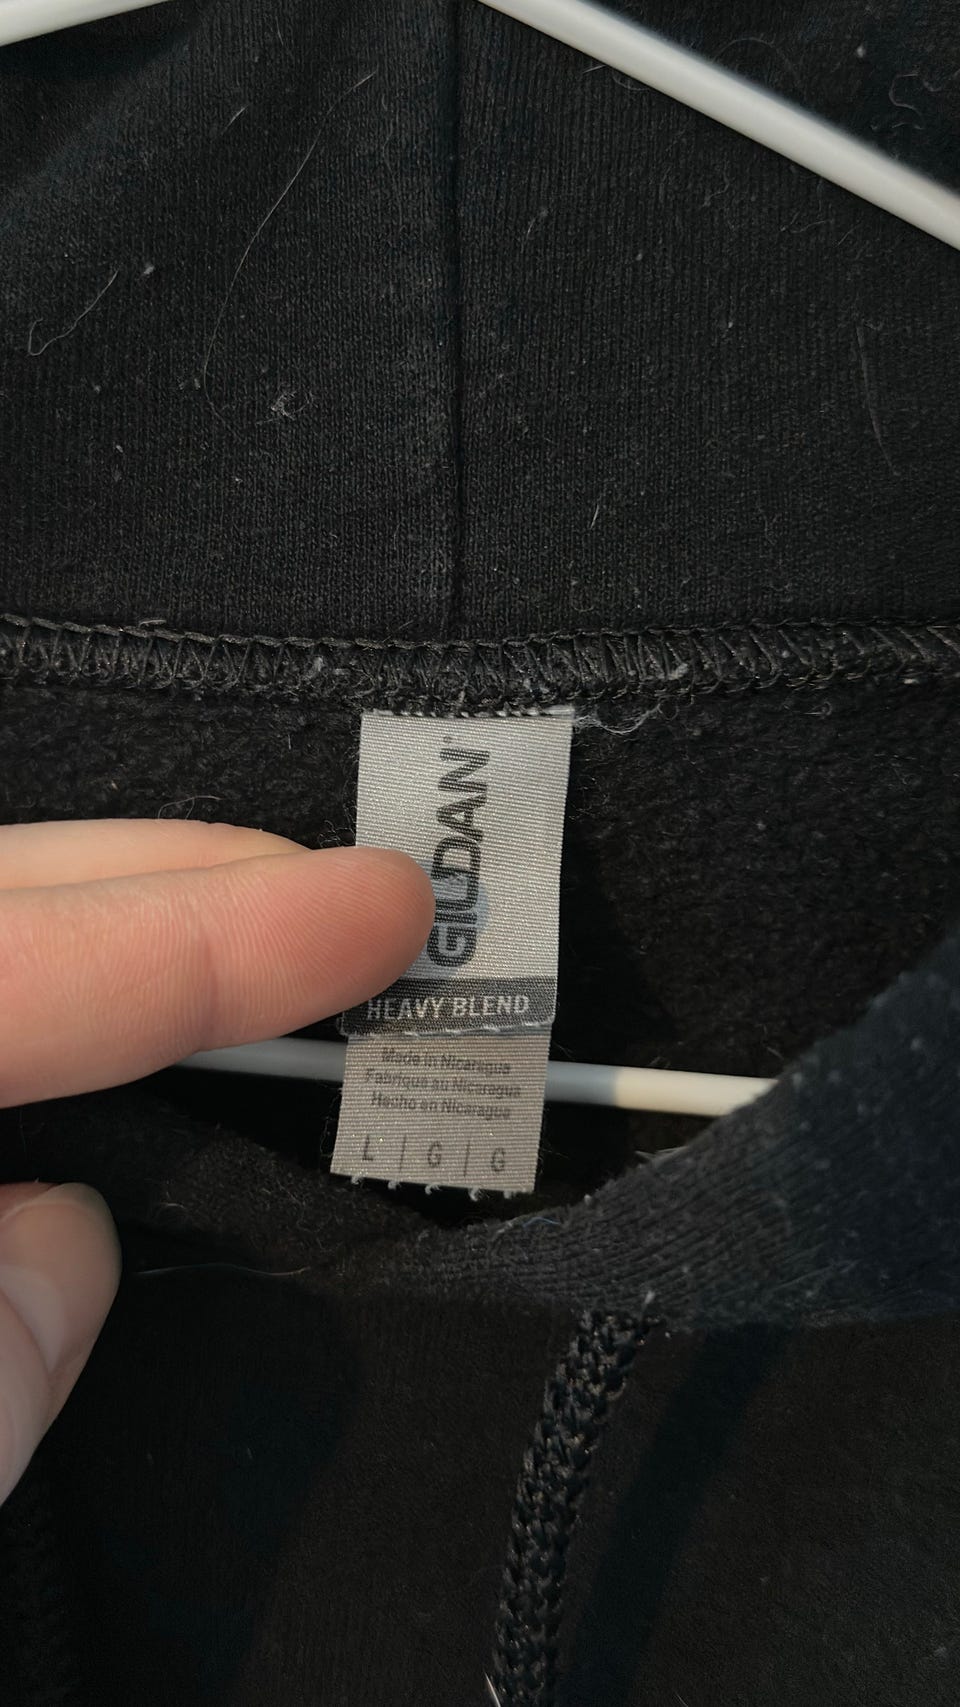 GILDAN
HEAVY BLEND
Made in Nicaragua
Fabriqué au Nicaragua
Hecho en Nicaragua
L | G | G